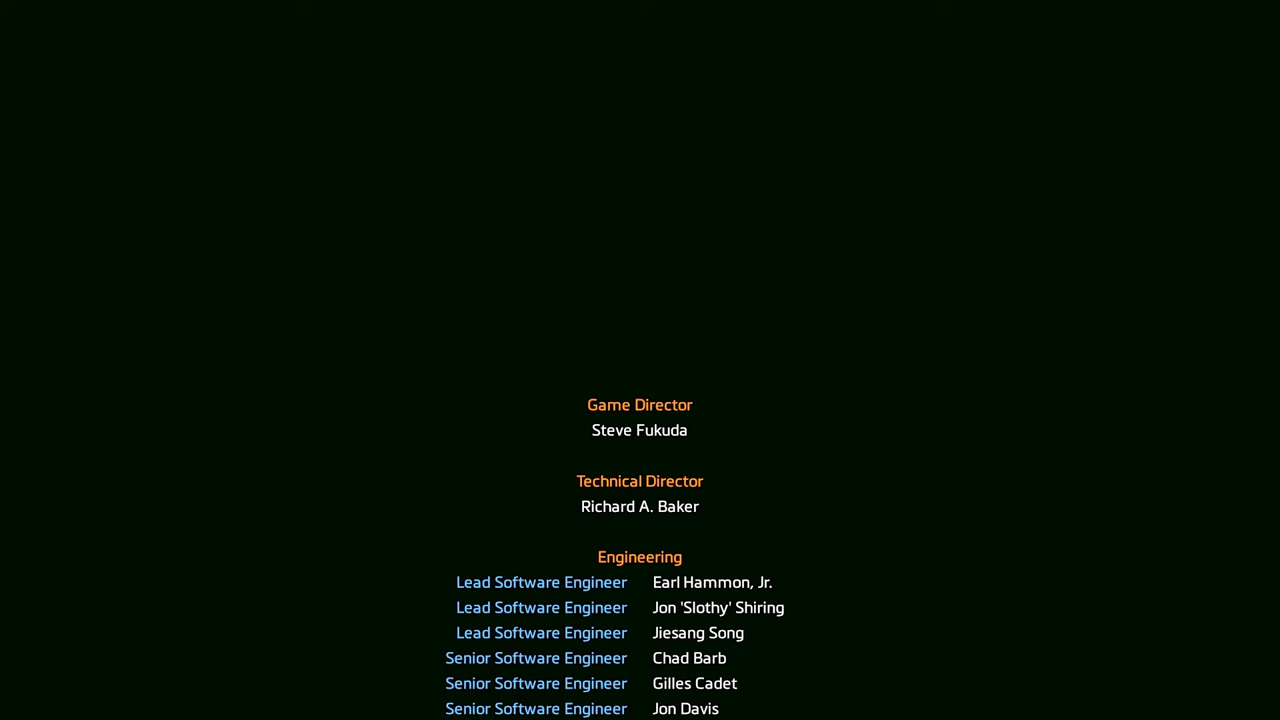 Game Director
Steve Fukuda
Technical Director
Richard A. Baker
Engineering
Lead Software Engineer Earl Hammon, Jr.
Lead Software Engineer Jon 'Slothy' Shiring
Lead Software Engineer Jiesang Song
Senior Software Engineer Chad Barb
Senior Software Engineer Gilles Cadet
Senior Software Engineer Jon Davis